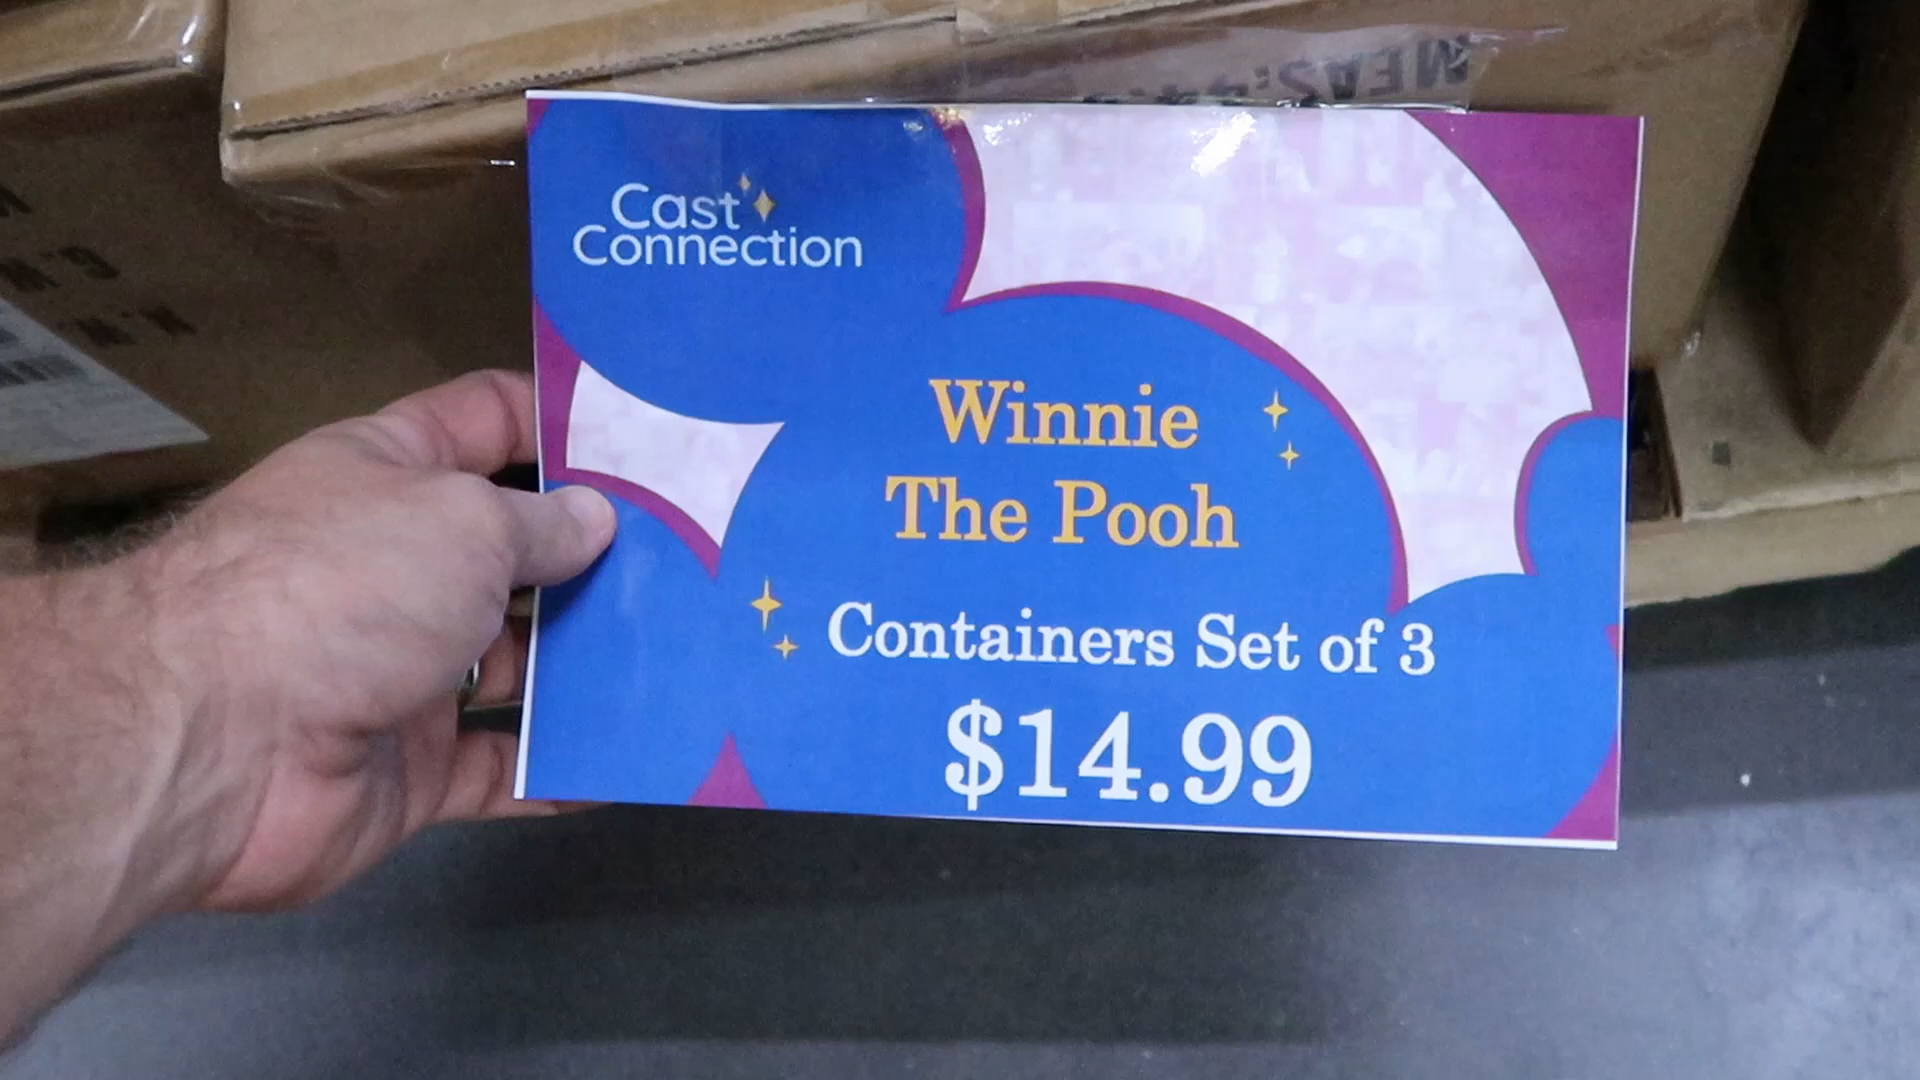 Cast
Connection
Winnie
The Pooh
Containers Set of 3
$14.99
G.W
N.W.